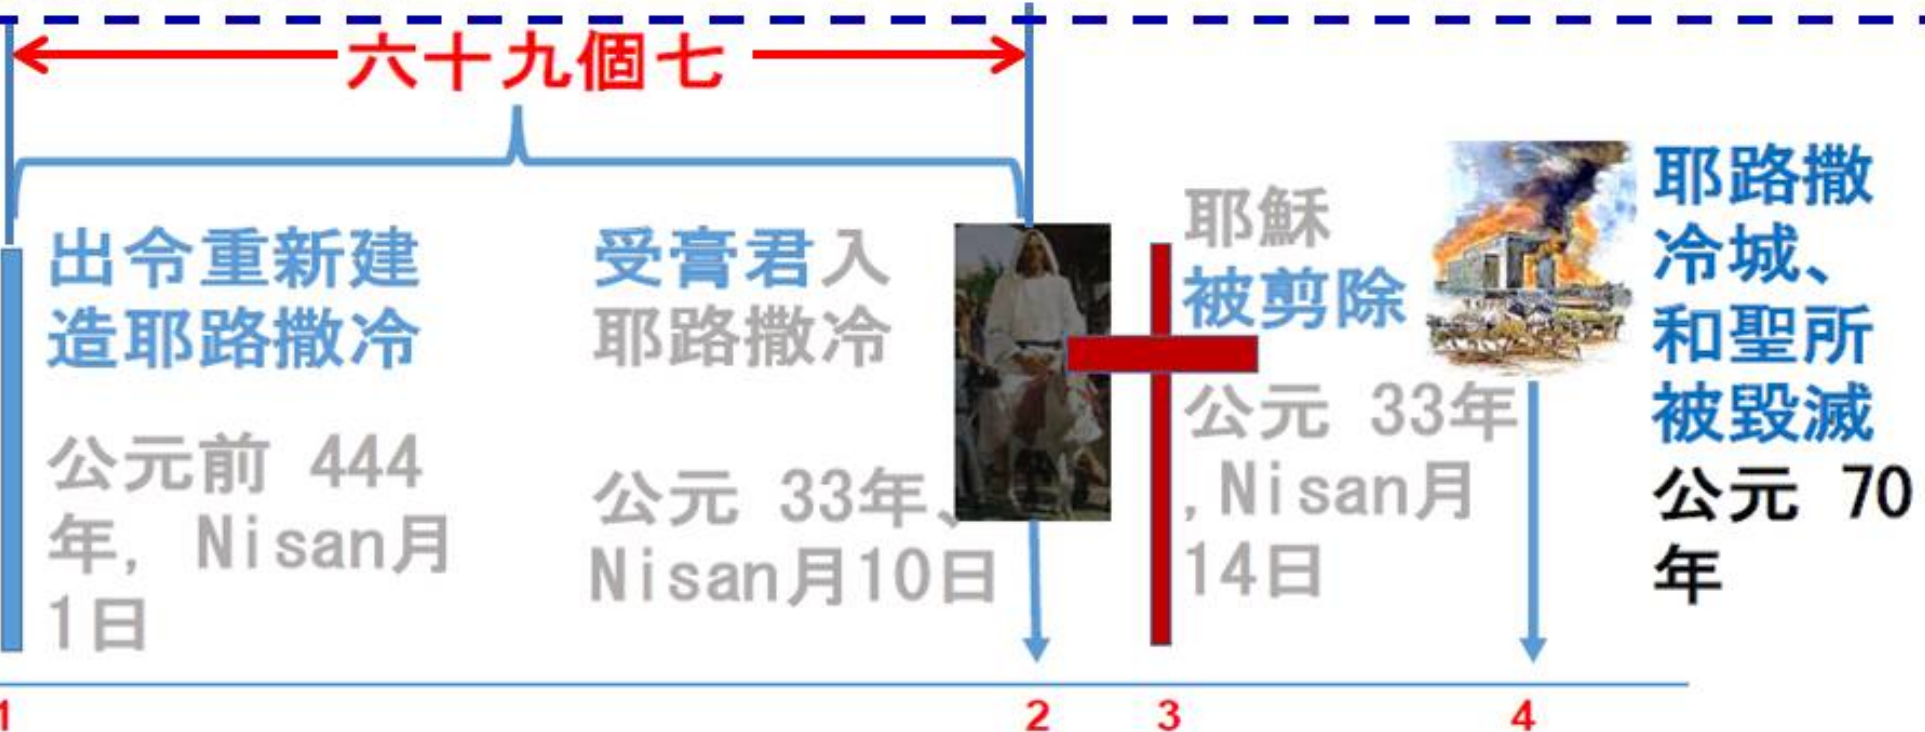 六十九個七
出令重新建
造耶路撒冷
公元前 444
年, Nisan月
1日
受膏君入
耶路撒冷
公元 33年、
Nisan月10日
耶穌
被剪除
公元 33年
,Nisan月
14日
耶路撒
冷城、
和聖所
被毀滅
公元 70
年
1
2
3
4